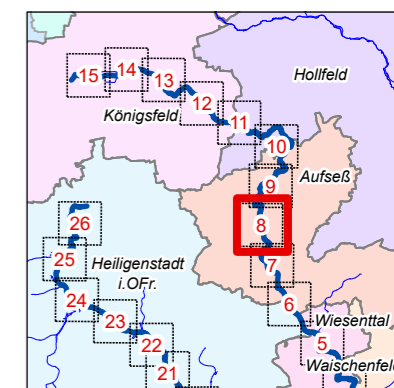 15
14
13
12
11
10
9
8
7
6
5
26
25
24
23
22
21
Hollfeld
Königsfeld
Aufseß
Heiligenstadt
i.OFr.
Wiesenttal
Waischenfel